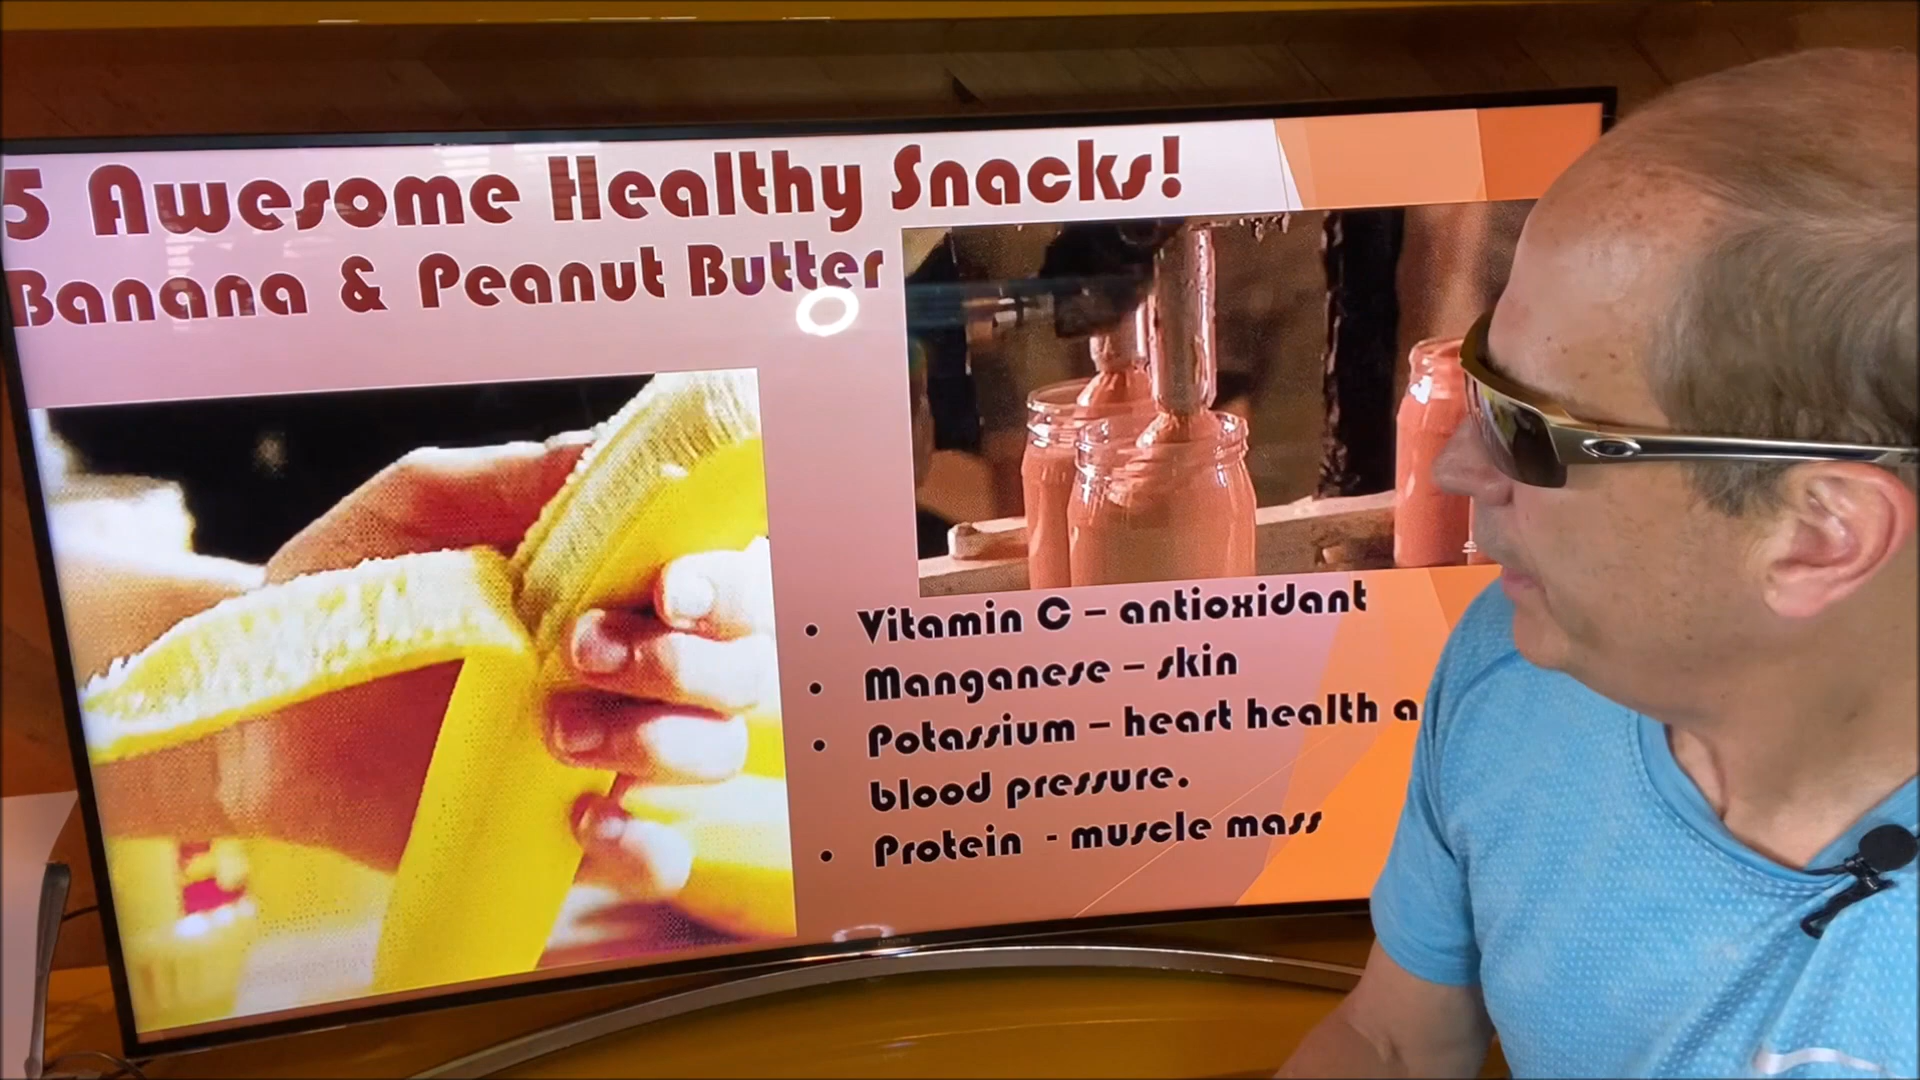 5 Awesome Healthy Snacks!
Banana & Peanut Butter
• Vitamin C – antioxidant
• Manganese – skin
• Potassium – heart health a
blood pressure.
• Protein - muscle mass
SAMSUNG